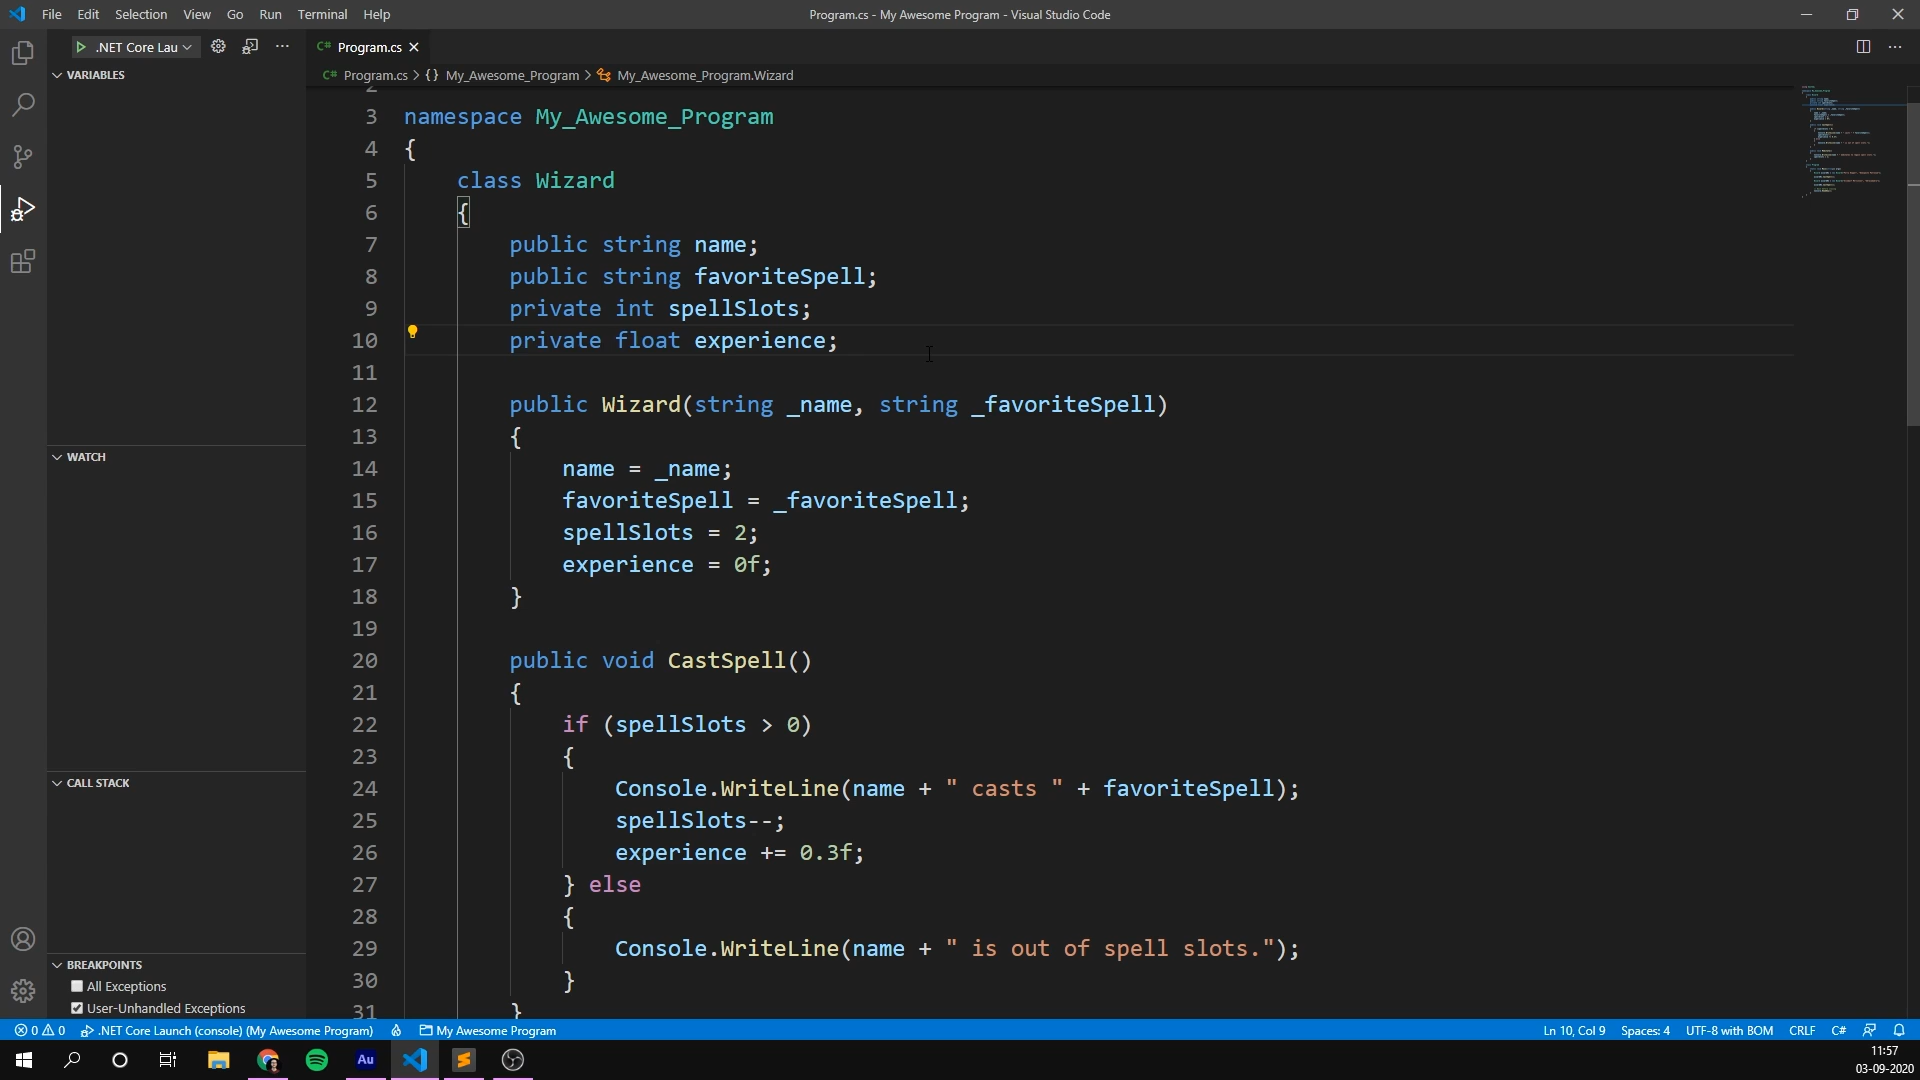 File Edit Selection View Go Run Terminal Help
Program.cs - My Awesome Program - Visual Studio Code
.NET Core Lau
C# Program.cs
VARIABLES
C# Program.cs > {} My_Awesome_Program > My_Awesome_Program.Wizard
2
3 namespace My_Awesome_Program
4 {
5 class Wizard
6 {
7 public string name;
8 public string favoriteSpell;
9 private int spellSlots;
10 private float experience;
11
12 public Wizard(string _name, string _favoriteSpell)
13 {
14 name = _name;
15 favoriteSpell = _favoriteSpell;
16 spellSlots = 2;
17 experience = 0f;
18 }
19
20 public void CastSpell()
21 {
22 if (spellSlots > 0)
23 {
24 Console.WriteLine(name + " casts " + favoriteSpell);
25 spellSlots--;
26 experience += 0.3f;
27 } else
28 {
29 Console.WriteLine(name + " is out of spell slots.");
30 }
31 }
WATCH
CALL STACK
BREAKPOINTS
All Exceptions
User-Unhandled Exceptions
0 0 .NET Core Launch (console) (My Awesome Program) My Awesome Program
Ln 10, Col 9 Spaces: 4 UTF-8 with BOM CRLF C#
Au
11:57
03-09-2020